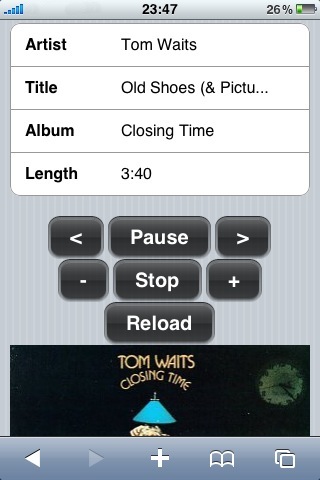 23:47 26%
Artist Tom Waits
Title Old Shoes (& Pictu...
Album Closing Time
Length 3:40
< Pause >
- Stop +
Reload
TOM WAITS
CLOSING TIME